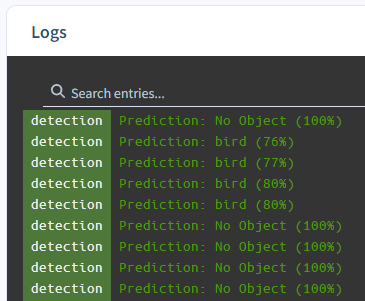 Logs
Search entries...
detection Prediction: No Object (100%)
detection Prediction: bird (76%)
detection Prediction: bird (77%)
detection Prediction: bird (80%)
detection Prediction: bird (80%)
detection Prediction: No Object (100%)
detection Prediction: No Object (100%)
detection Prediction: No Object (100%)
detection Prediction: No Object (100%)